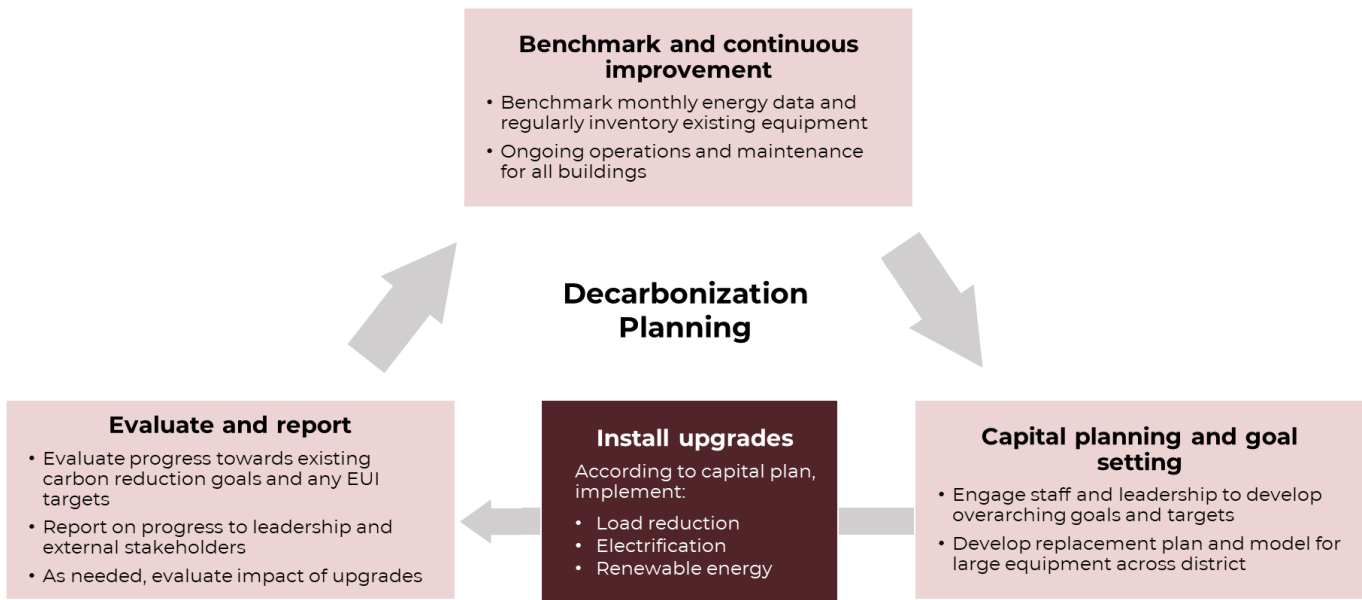 Benchmark and continuous
improvement
• Benchmark monthly energy data and
regularly inventory existing equipment
• Ongoing operations and maintenance
for all buildings
Decarbonization
Planning
Evaluate and report
• Evaluate progress towards existing
carbon reduction goals and any EUI
targets
• Report on progress to leadership and
external stakeholders
• As needed, evaluate impact of upgrades
Install upgrades
According to capital plan,
implement:
• Load reduction
• Electrification
• Renewable energy
Capital planning and goal
setting
• Engage staff and leadership to develop
overarching goals and targets
• Develop replacement plan and model for
large equipment across district